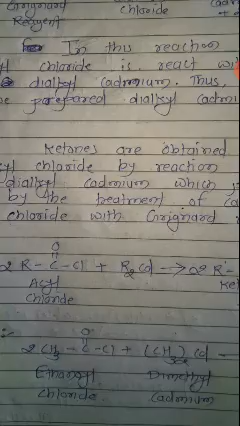 Grignard Chloride
Reagent
In this reaction
chloride is react wi
dialkyl cadmium. Thus,
prepared dialkyl cadmi
Ketones are obtained
chloride by reaction
dialkyl cadmium which
by the treatment of
chloride with Grignard
O
2 R-C-Cl + R2Cd → 2 R-
Acyl
Chloride
O
2 CH3-C-Cl + (CH3)2 Cd
Ethanoyl Dimethyl
Chloride Cadmium